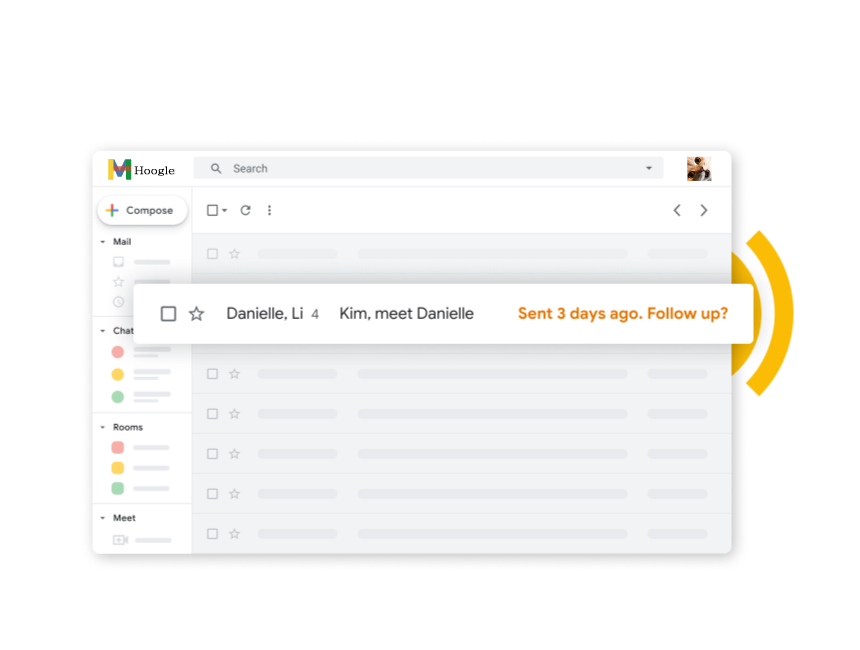 Hoogle
Search
Compose
Mail
Danielle, Li 4 Kim, meet Danielle Sent 3 days ago. Follow up?
Chat
Rooms
Meet